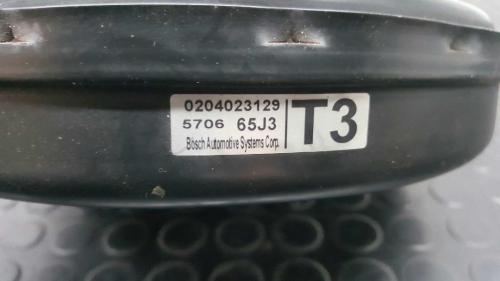 0204023129
5706 65J3
Bosch Automotive Systems Corp.
T3